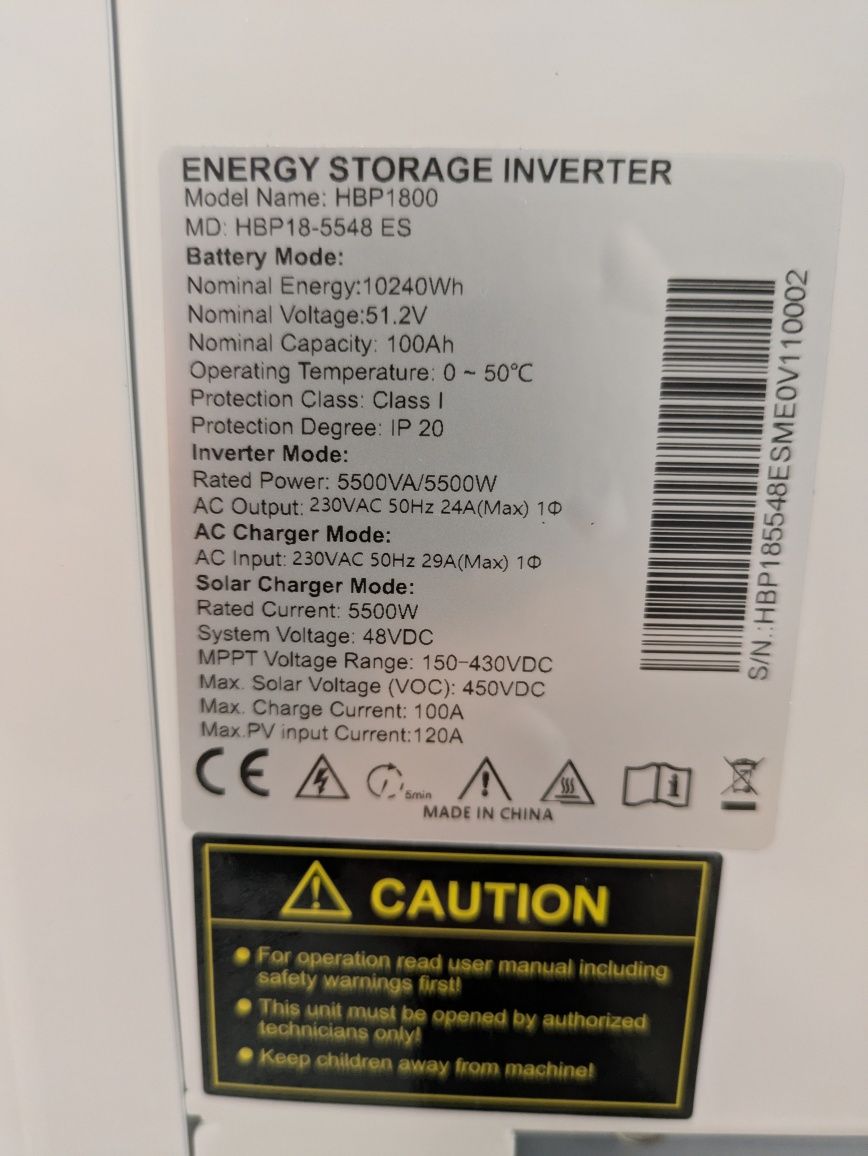 ENERGY STORAGE INVERTER
Model Name: HBP1800
MD: HBP18-5548 ES
Battery Mode:
Nominal Energy:10240Wh
Nominal Voltage:51.2V
Nominal Capacity: 100Ah
Operating Temperature: 0 ~ 50℃
Protection Class: Class I
Protection Degree: IP 20
Inverter Mode:
Rated Power: 5500VA/5500W
AC Output: 230VAC 50Hz 24A(Max) 1Φ
AC Charger Mode:
AC Input: 230VAC 50Hz 29A(Max) 1Φ
Solar Charger Mode:
Rated Current: 5500W
System Voltage: 48VDC
MPPT Voltage Range: 150-430VDC
Max. Solar Voltage (VOC): 450VDC
Max. Charge Current: 100A
Max.PV input Current:120A
S/N.:HBP185548ESME0V110002
CE
5min
MADE IN CHINA
CAUTION
For operation read user manual including
safety warnings first!
This unit must be opened by authorized
technicians only!
Keep children away from machine!